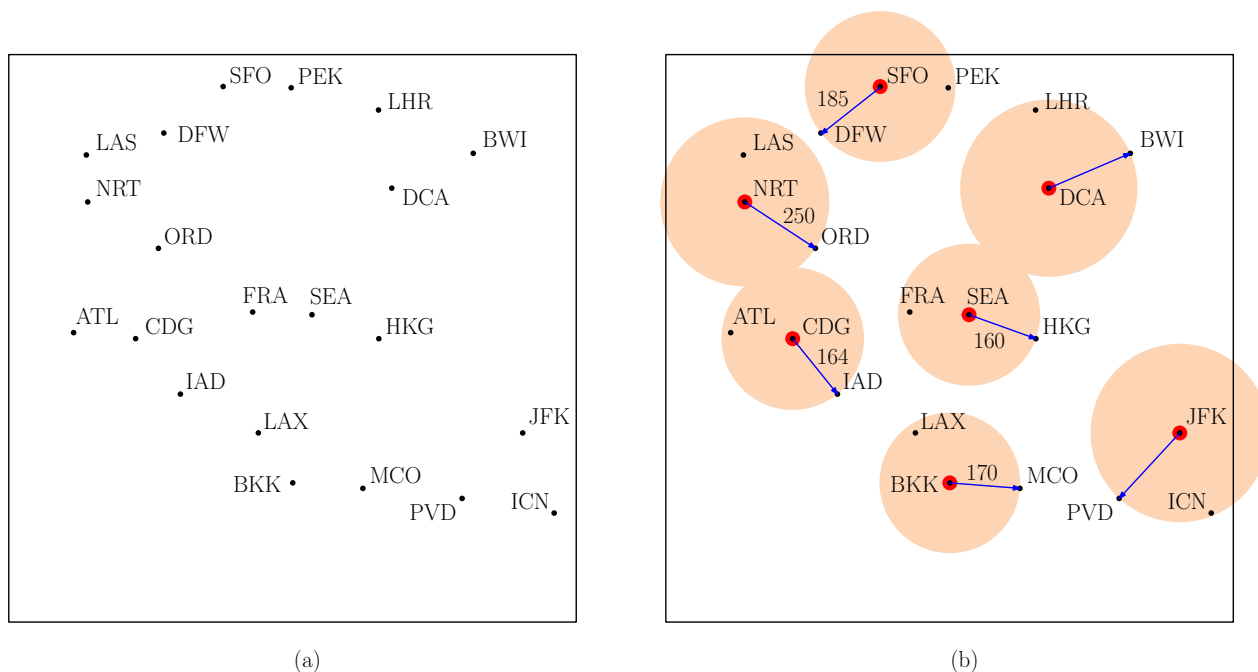 SFO
PEK
LHR
DFW
LAS
BWI
NRT
DCA
ORD
FRA
SEA
ATL
CDG
HKG
IAD
LAX
JFK
BKK
MCO
PVD
ICN
(a)
SFO
PEK
185
LHR
DFW
LAS
BWI
NRT
DCA
250
ORD
FRA
SEA
ATL
CDG
HKG
160
164
IAD
LAX
JFK
BKK
170
MCO
PVD
ICN
(b)